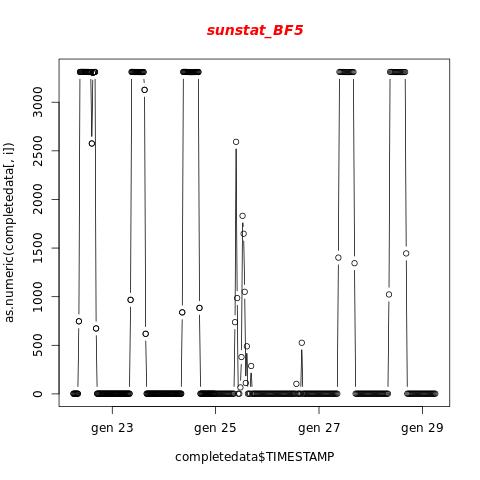 sunstat_BF5
as.numeric(completedata[, i])
3000
2500
2000
1500
1000
500
0
gen 23
gen 25
gen 27
gen 29
completedata$TIMESTAMP